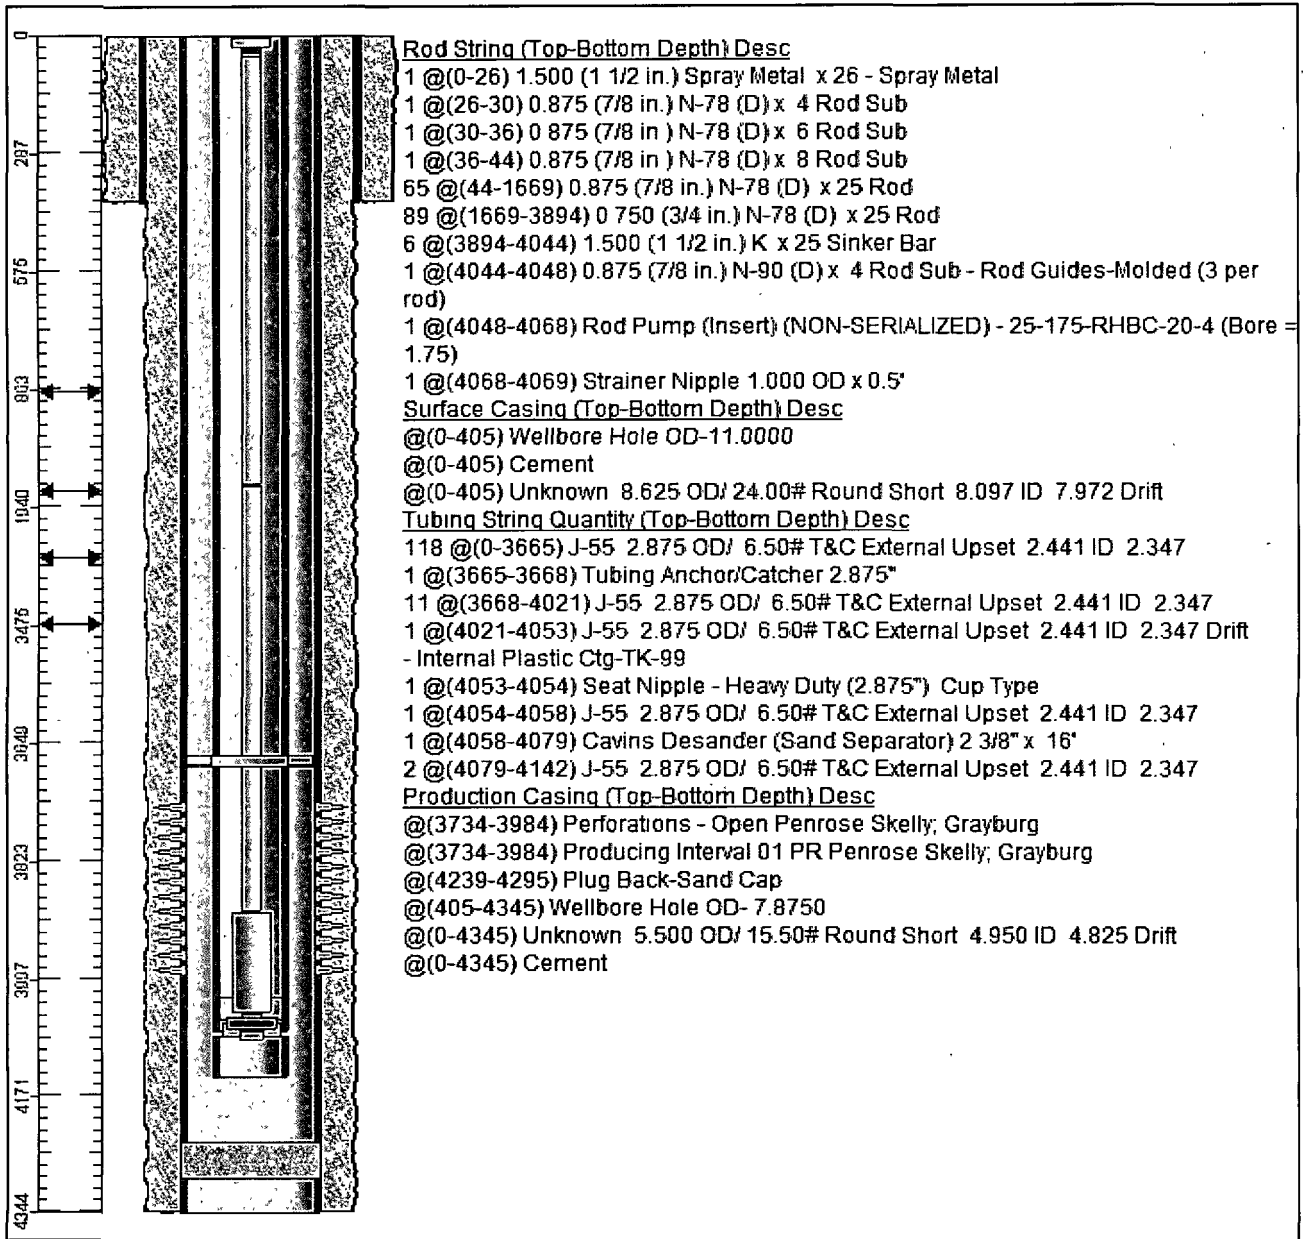 0
287
575
863
1040
3475
3649
3823
3997
4171
4344
Rod String (Top-Bottom Depth) Desc
1 @(0-26) 1.500 (1 1/2 in.) Spray Metal x 26 - Spray Metal
1 @(26-30) 0.875 (7/8 in.) N-78 (D) x 4 Rod Sub
1 @(30-36) 0 875 (7/8 in ) N-78 (D) x 6 Rod Sub
1 @(36-44) 0.875 (7/8 in ) N-78 (D) x 8 Rod Sub
65 @(44-1669) 0.875 (7/8 in.) N-78 (D) x 25 Rod
89 @(1669-3894) 0 750 (3/4 in.) N-78 (D) x 25 Rod
6 @(3894-4044) 1.500 (1 1/2 in.) K x 25 Sinker Bar
1 @(4044-4048) 0.875 (7/8 in.) N-90 (D) x 4 Rod Sub - Rod Guides-Molded (3 per
rod)
1 @(4048-4068) Rod Pump (Insert) (NON-SERIALIZED) - 25-175-RHBC-20-4 (Bore =
1.75)
1 @(4068-4069) Strainer Nipple 1.000 OD x 0.5'
Surface Casing (Top-Bottom Depth) Desc
@(0-405) Wellbore Hole OD-11.0000
@(0-405) Cement
@(0-405) Unknown 8.625 OD/ 24.00# Round Short 8.097 ID 7.972 Drift
Tubing String Quantity (Top-Bottom Depth) Desc
118 @(0-3665) J-55 2.875 OD/ 6.50# T&C External Upset 2.441 ID 2.347
1 @(3665-3668) Tubing Anchor/Catcher 2.875"
11 @(3668-4021) J-55 2.875 OD/ 6.50# T&C External Upset 2.441 ID 2.347
1 @(4021-4053) J-55 2.875 OD/ 6.50# T&C External Upset 2.441 ID 2.347 Drift
- Internal Plastic Ctg-TK-99
1 @(4053-4054) Seat Nipple - Heavy Duty (2.875") Cup Type
1 @(4054-4058) J-55 2.875 OD/ 6.50# T&C External Upset 2.441 ID 2.347
1 @(4058-4079) Cavins Desander (Sand Separator) 2 3/8" x 16'
2 @(4079-4142) J-55 2.875 OD/ 6.50# T&C External Upset 2.441 ID 2.347
Production Casing (Top-Bottom Depth) Desc
@(3734-3984) Perforations - Open Penrose Skelly; Grayburg
@(3734-3984) Producing Interval 01 PR Penrose Skelly; Grayburg
@(4239-4295) Plug Back-Sand Cap
@(405-4345) Wellbore Hole OD- 7.8750
@(0-4345) Unknown 5.500 OD/ 15.50# Round Short 4.950 ID 4.825 Drift
@(0-4345) Cement